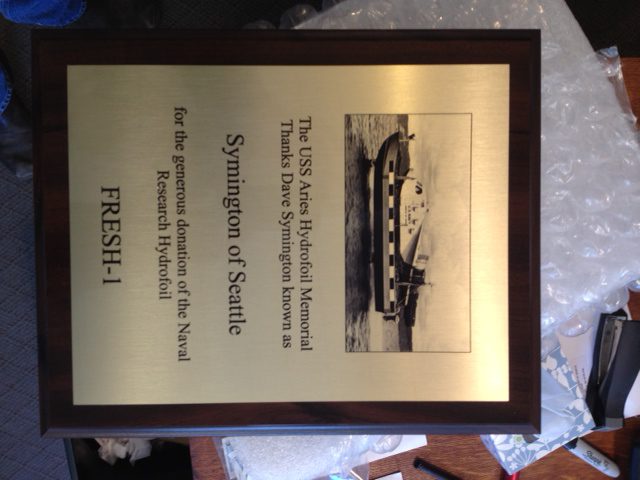 The USS Aries Hydrofoil Memorial
Thanks Dave Symington known as
Symington of Seattle
for the generous donation of the Naval
Research Hydrofoil
FRESH-1